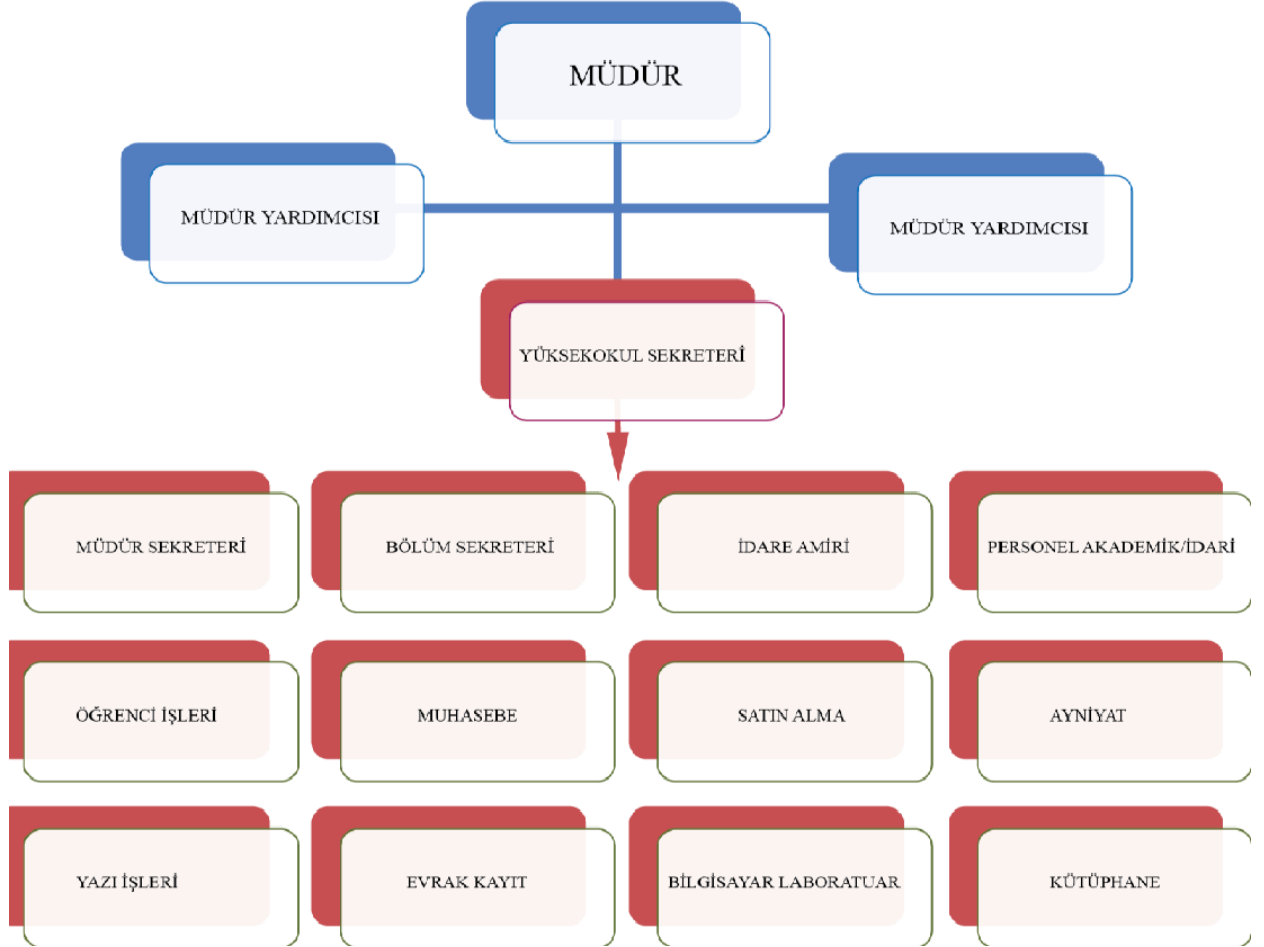 MÜDÜR
MÜDÜR YARDIMCISI
MÜDÜR YARDIMCISI
YÜKSEKOKUL SEKRETERİ
MÜDÜR SEKRETERİ
BÖLÜM SEKRETERİ
İDARE AMİRİ
PERSONEL AKADEMİK/İDARİ
ÖĞRENCİ İŞLERİ
MUHASEBE
SATIN ALMA
AYNİYAT
YAZI İŞLERİ
EVRAK KAYIT
BİLGİSAYAR LABORATUAR
KÜTÜPHANE